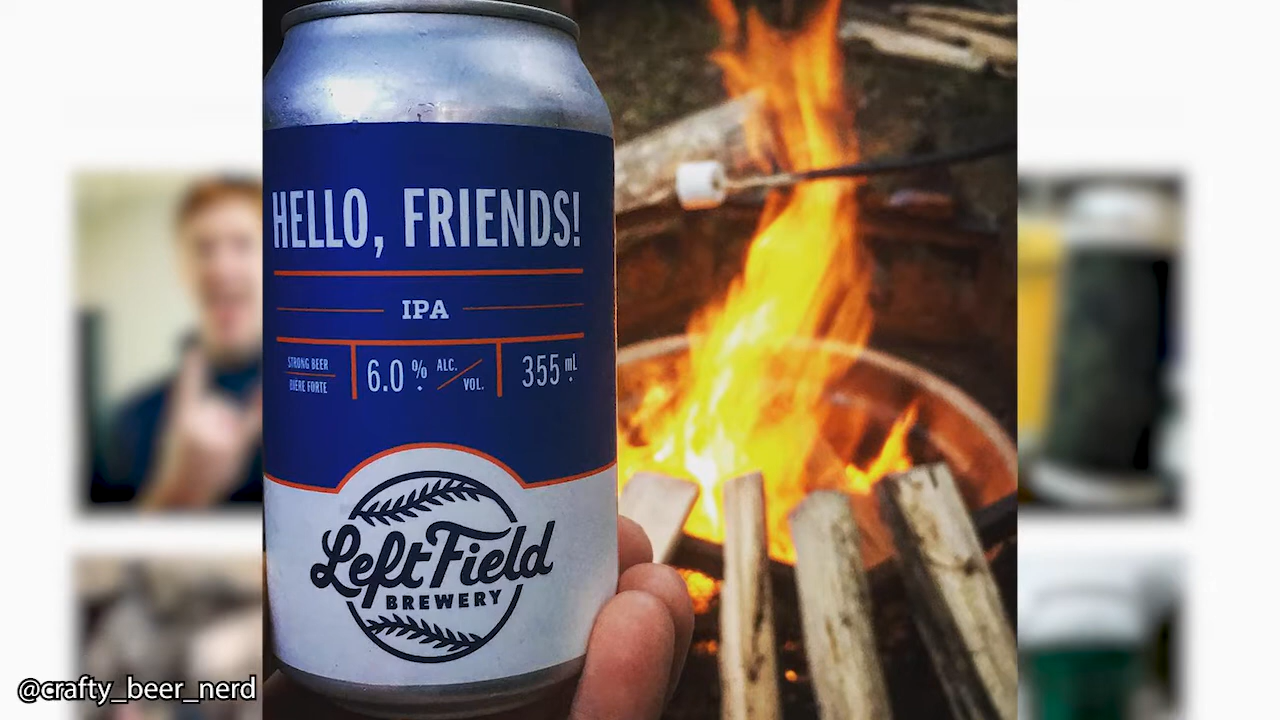 HELLO, FRIENDS!
IPA
STRONG BEER
BIÈRE FORTE
6.0 % ALC. / VOL.
355 mL
Left Field
BREWERY
@crafty_beer_nerd